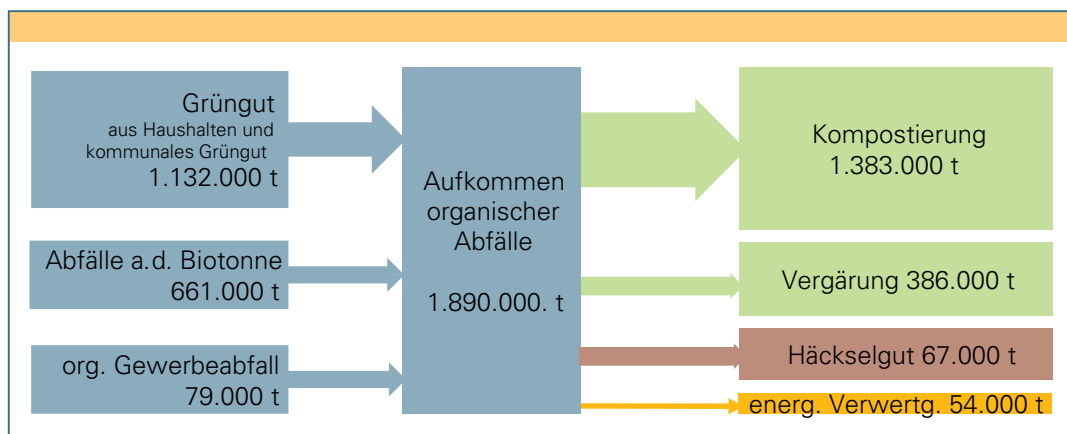 Grüngut
aus Haushalten und
kommunales Grüngut
1.132.000 t
Abfälle a.d. Biotonne
661.000 t
org. Gewerbeabfall
79.000 t
Aufkommen
organischer
Abfälle
1.890.000. t
Kompostierung
1.383.000 t
Vergärung 386.000 t
Häckselgut 67.000 t
energ. Verwertg. 54.000 t